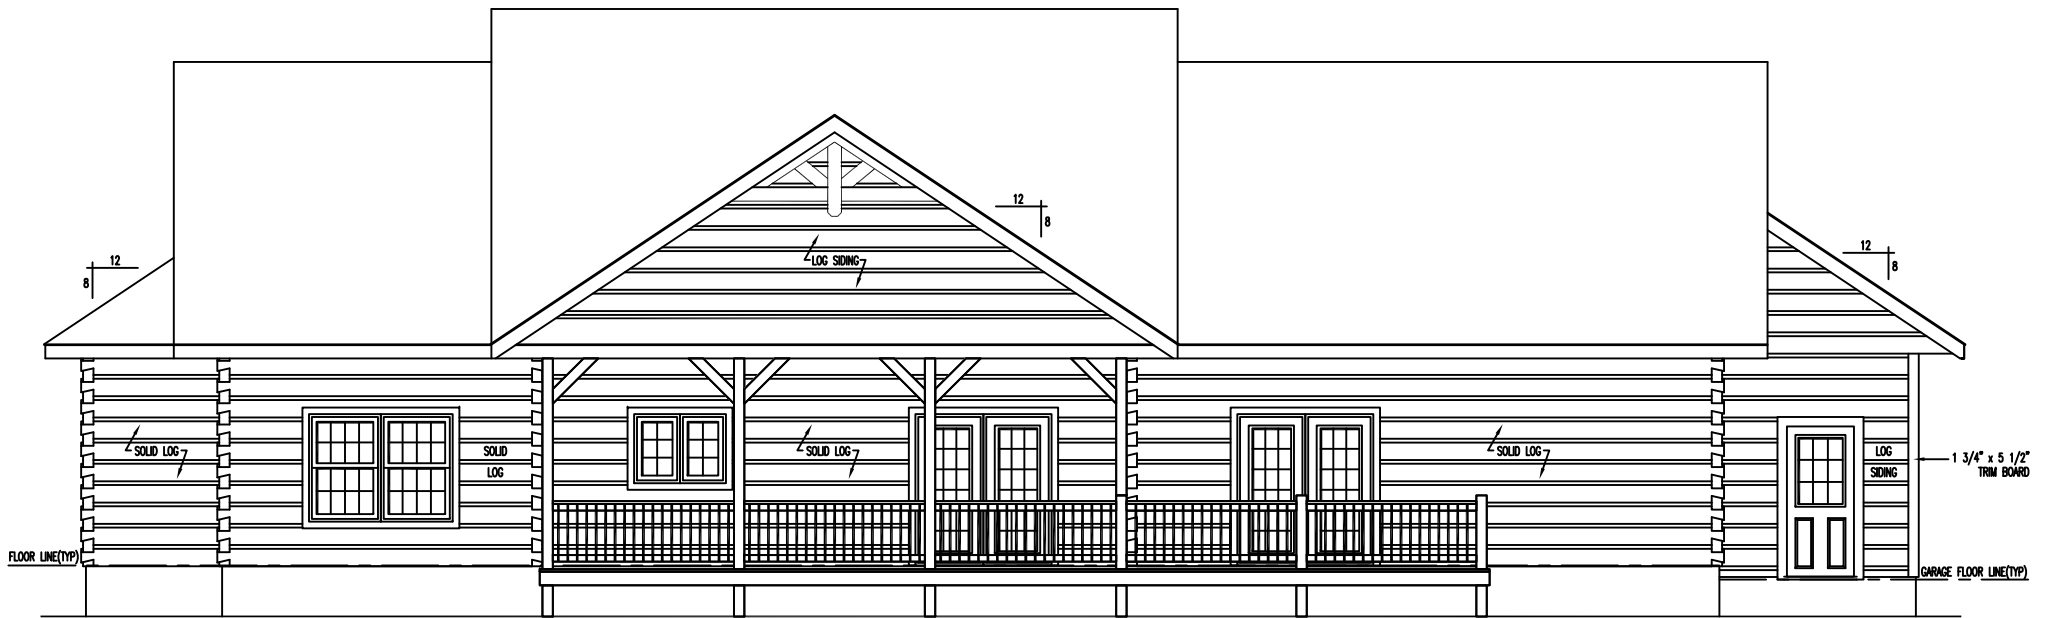 12
8
12
8
12
8
LOG SIDING
SOLID LOG
SOLID
LOG
SOLID LOG
SOLID LOG
LOG
SIDING
1 3/4" x 5 1/2"
TRIM BOARD
FLOOR LINE(TYP)
GARAGE FLOOR LINE(TYP)